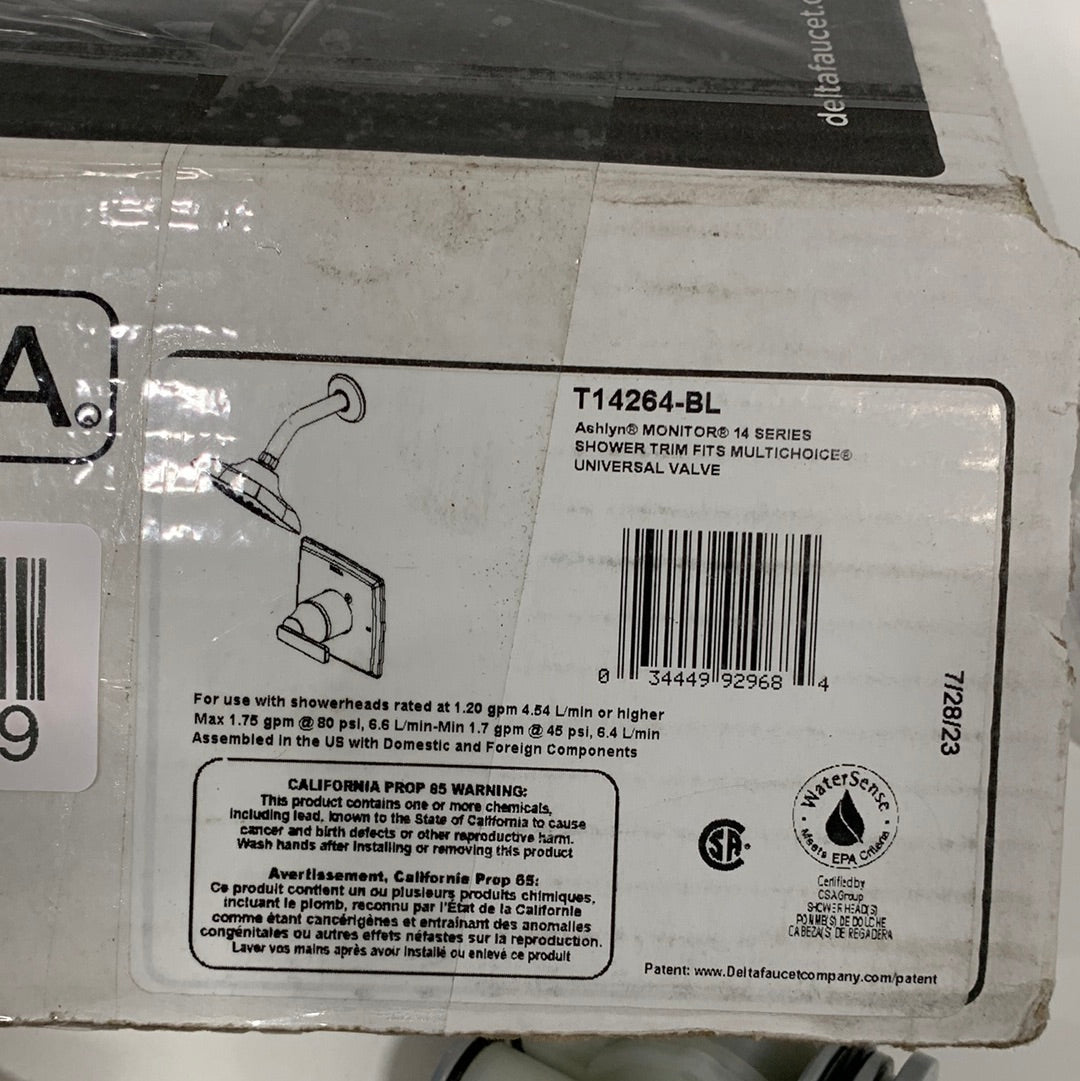 deltafaucet.c
A®
9
T14264-BL
Ashlyn® MONITOR® 14 SERIES
SHOWER TRIM FITS MULTICHOICE®
UNIVERSAL VALVE
0 34449 92968 4
7/28/23
For use with showerheads rated at 1.20 gpm 4.54 L/min or higher
Max 1.75 gpm @ 80 psi, 6.6 L/min-Min 1.7 gpm @ 45 psi, 6.4 L/min
Assembled in the US with Domestic and Foreign Components
CALIFORNIA PROP 65 WARNING:
This product contains one or more chemicals,
including lead, known to the State of California to cause
cancer and birth defects or other reproductive harm.
Wash hands after installing or removing this product
Avertissement, Californie Prop 65:
Ce produit contient un ou plusieurs produits chimiques,
incluant le plomb, reconnu par l'État de la Californie
comme étant cancérigènes et entraînant des anomalies
congénitales ou autres effets néfastes sur la reproduction.
Laver vos mains après avoir installé ou enlevé ce produit
SA®
WaterSense
Meets EPA Criteria
Certified by
CSA Group
SHOWER HEAD(S)
POMME(S) DE DOUCHE
CABEZA(S) DE REGADERA
Patent: www.Deltafaucetcompany.com/patent